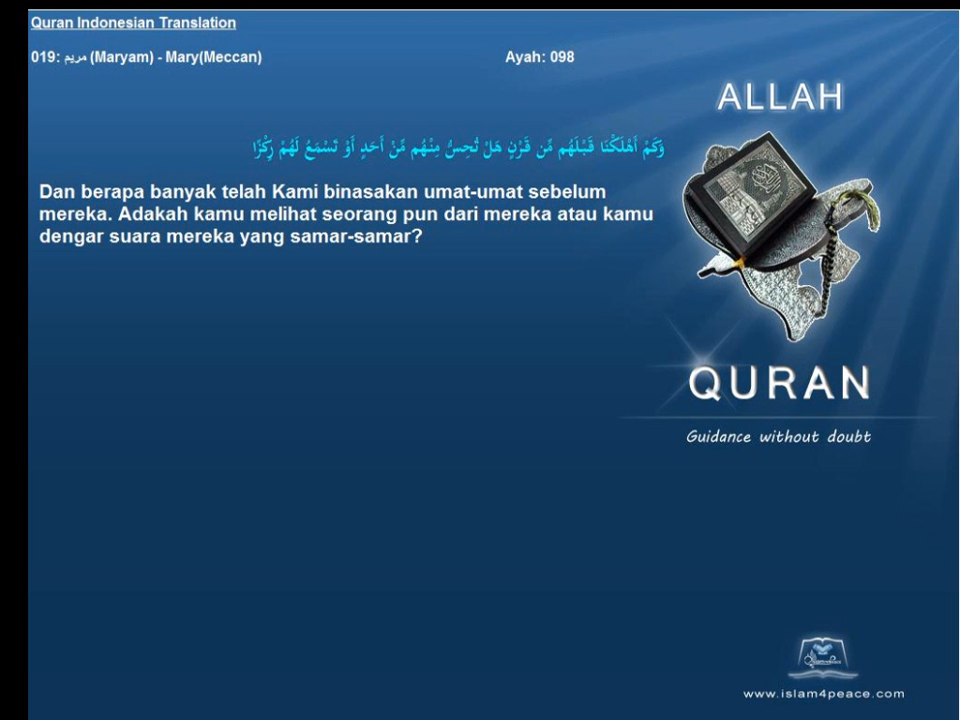 Quran Indonesian Translation
019: مريم (Maryam) - Mary(Meccan) Ayah: 098
ALLAH
وَكَمْ أَهْلَكْنَا قَبْلَهُم مِّن قَرْنٍ هَلْ تُحِسُّ مِنْهُم مِّنْ أَحَدٍ أَوْ تَسْمَعُ لَهُمْ رِكْزًا
Dan berapa banyak telah Kami binasakan umat-umat sebelum
mereka. Adakah kamu melihat seorang pun dari mereka atau kamu
dengar suara mereka yang samar-samar?
QURAN
Guidance without doubt
www.islam4peace.com